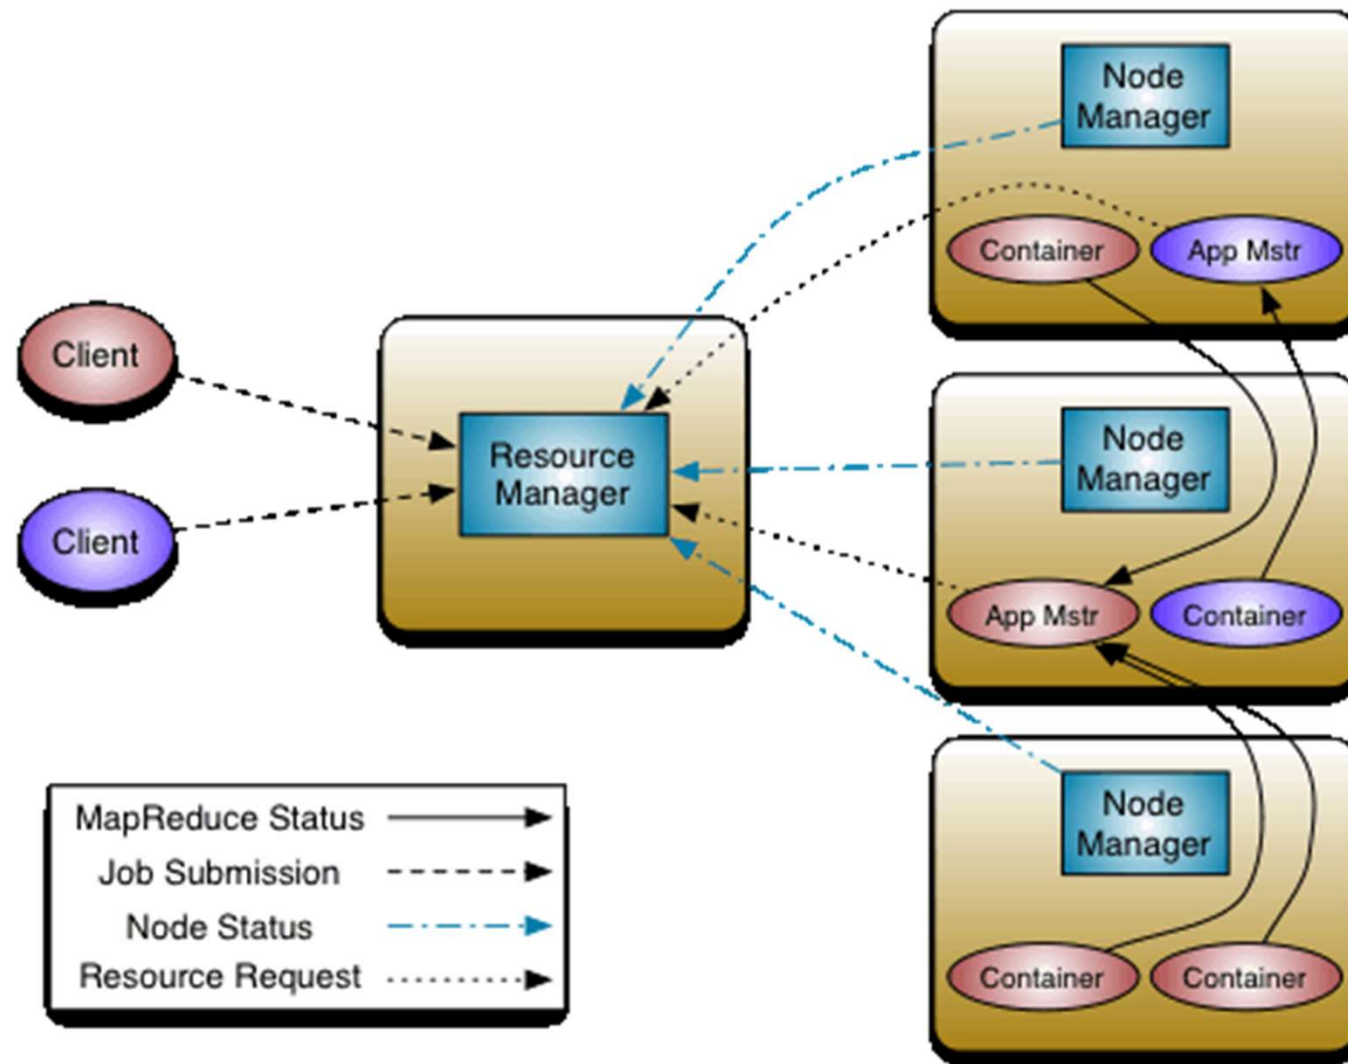 Client
Client
Resource
Manager
Node
Manager
Container
App Mstr
Node
Manager
App Mstr
Container
Node
Manager
Container
Container
MapReduce Status
Job Submission
Node Status
Resource Request